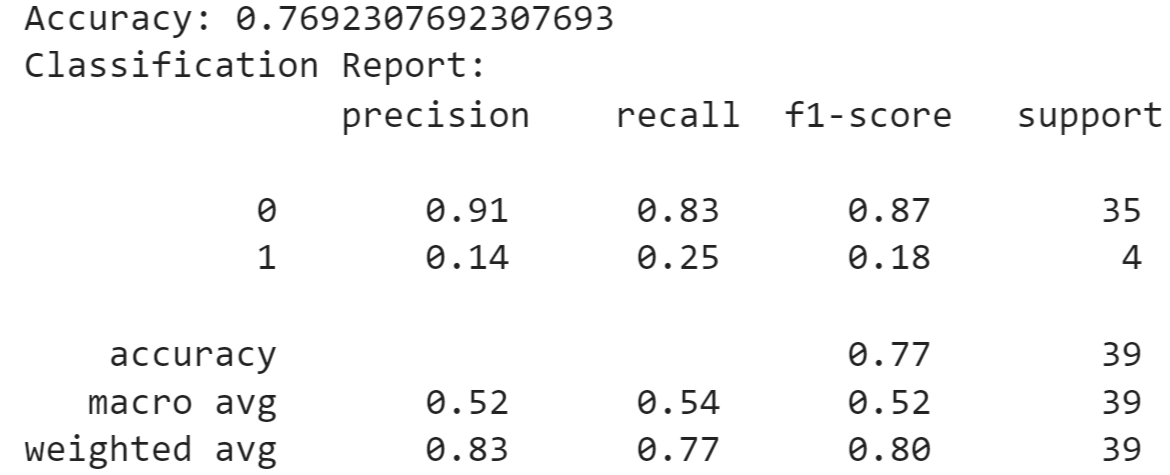 Accuracy: 0.7692307692307693
Classification Report:
              precision    recall  f1-score   support

           0       0.91      0.83      0.87        35
           1       0.14      0.25      0.18         4

    accuracy                           0.77        39
   macro avg       0.52      0.54      0.52        39
weighted avg       0.83      0.77      0.80        39